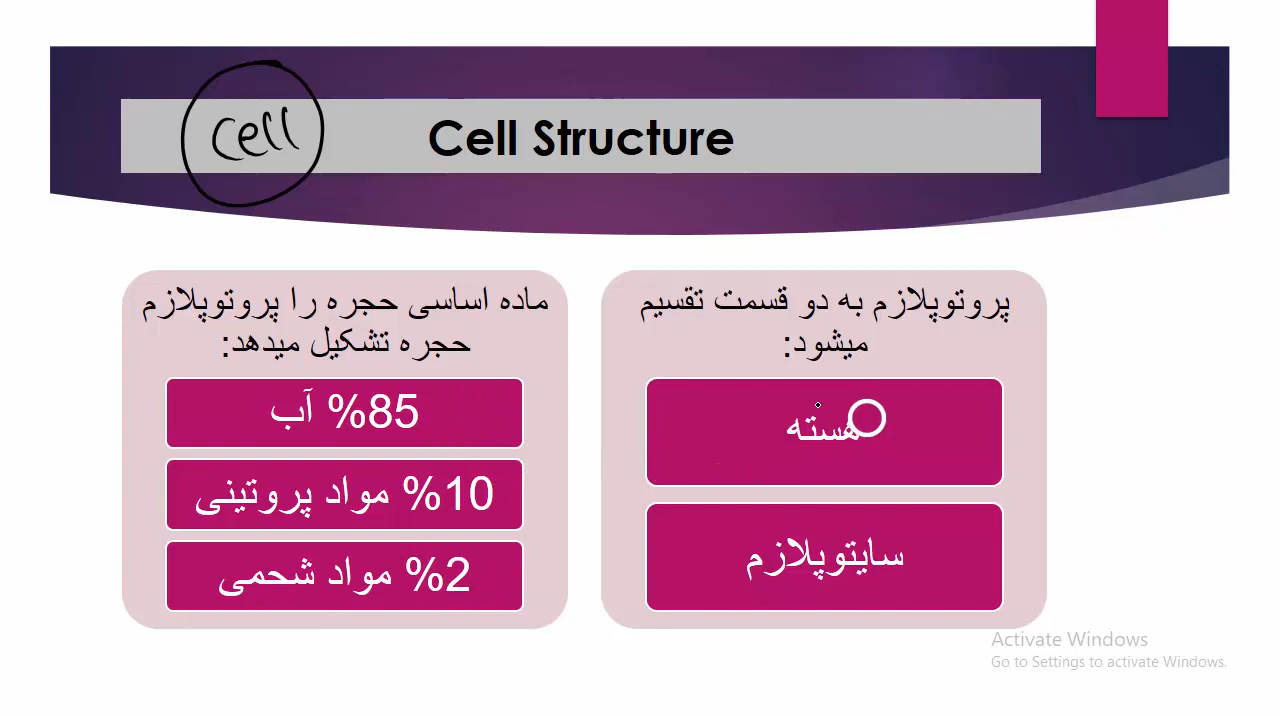 Cell
Cell Structure
پروتوپلازم به دو قسمت تقسیم
میشود:
هسته
سایتوپلازم
ماده اساسی حجره را پروتوپلازم
حجره تشکیل میدهد:
85% آب
10% مواد پروتینی
2% مواد شحمی
Activate Windows
Go to Settings to activate Windows.